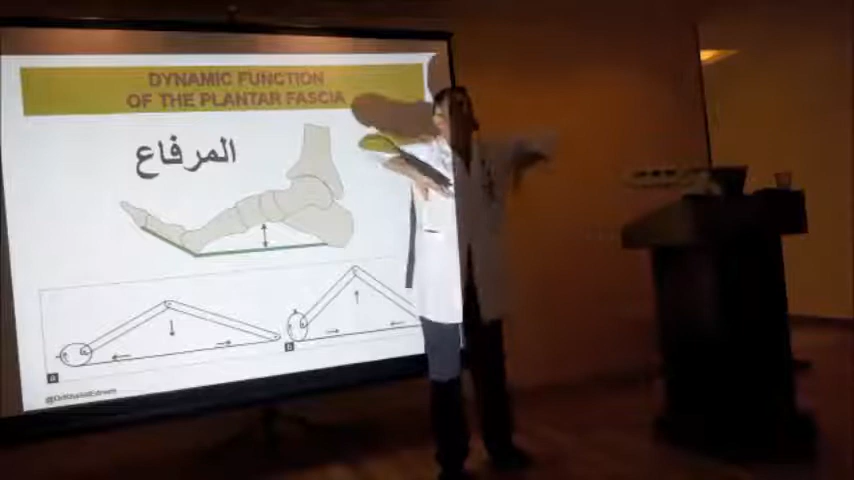 DYNAMIC FUNCTION
OF THE PLANTAR FASCIA
المرفاع
a
b